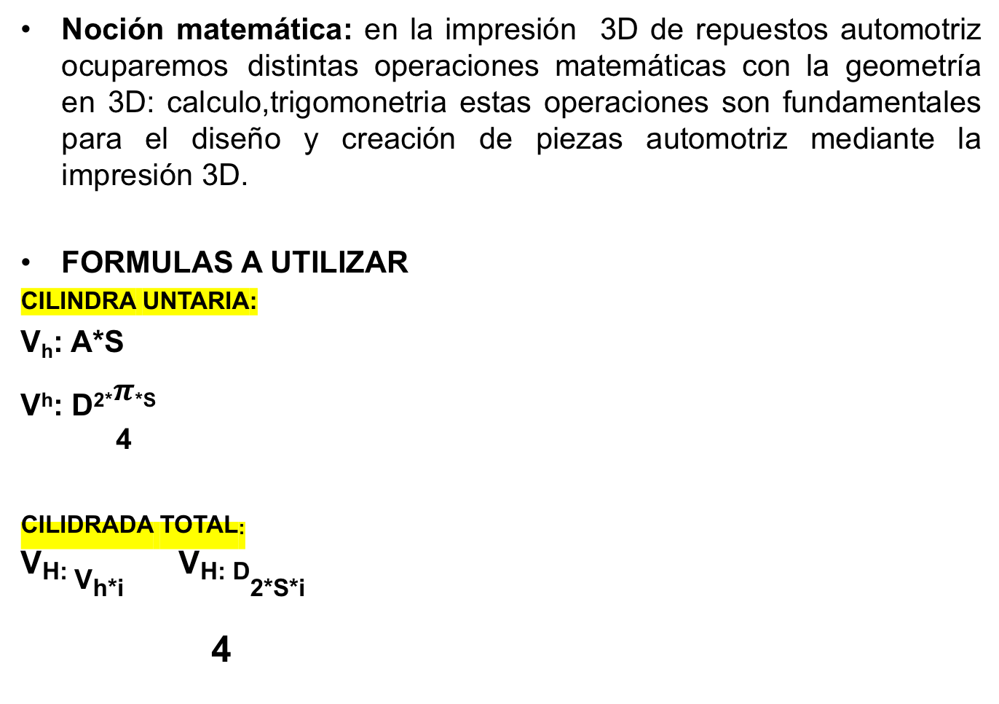 • Noción matemática: en la impresión 3D de repuestos automotriz
ocuparemos distintas operaciones matemáticas con la geometría
en 3D: calculo,trigomonetria estas operaciones son fundamentales
para el diseño y creación de piezas automotriz mediante la
impresión 3D.
• FORMULAS A UTILIZAR
CILINDRA UNTARIA:
Vh: A*S
Vh: D2*𝝅*S
4
CILIDRADA TOTAL:
VH: Vh*i VH: D2*S*i
4